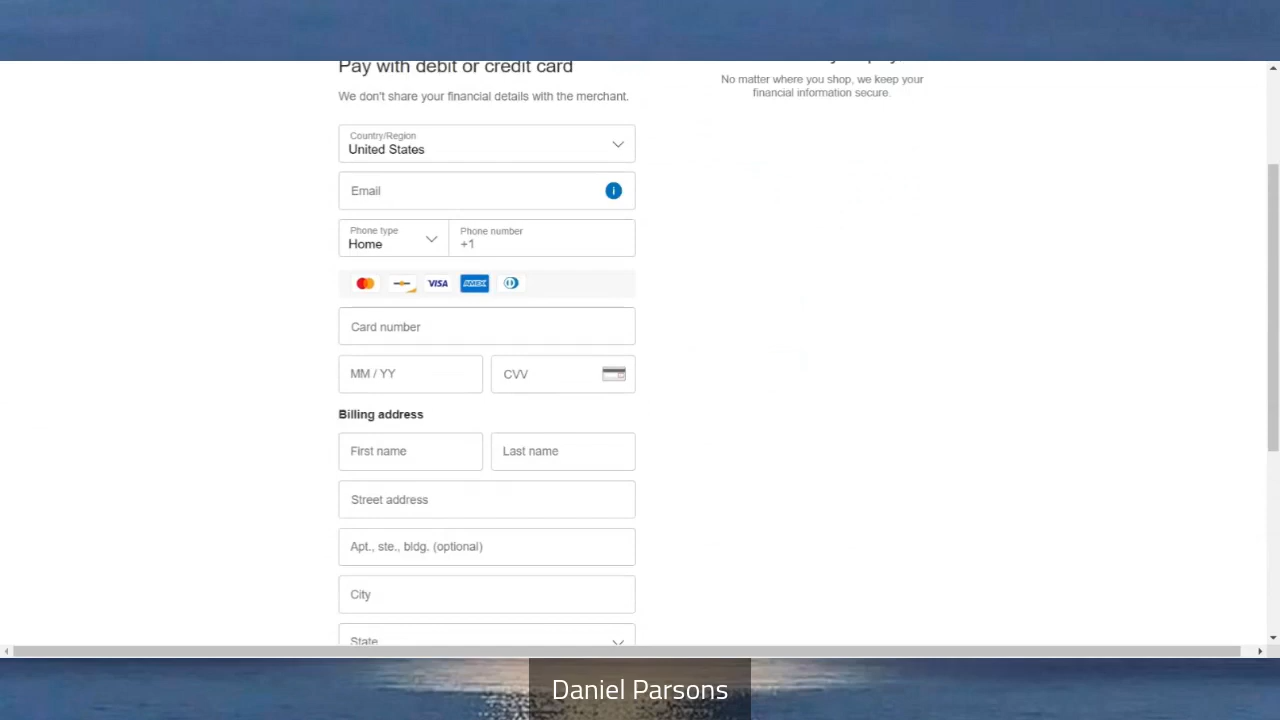 Pay with debit or credit card
We don't share your financial details with the merchant.
No matter where you shop, we keep your
financial information secure.
Country/Region
United States
Email
i
Phone type
Home
Phone number
+1
VISA
AMEX
Card number
MM / YY
CVV
Billing address
First name
Last name
Street address
Apt., ste., bldg. (optional)
City
State
Daniel Parsons